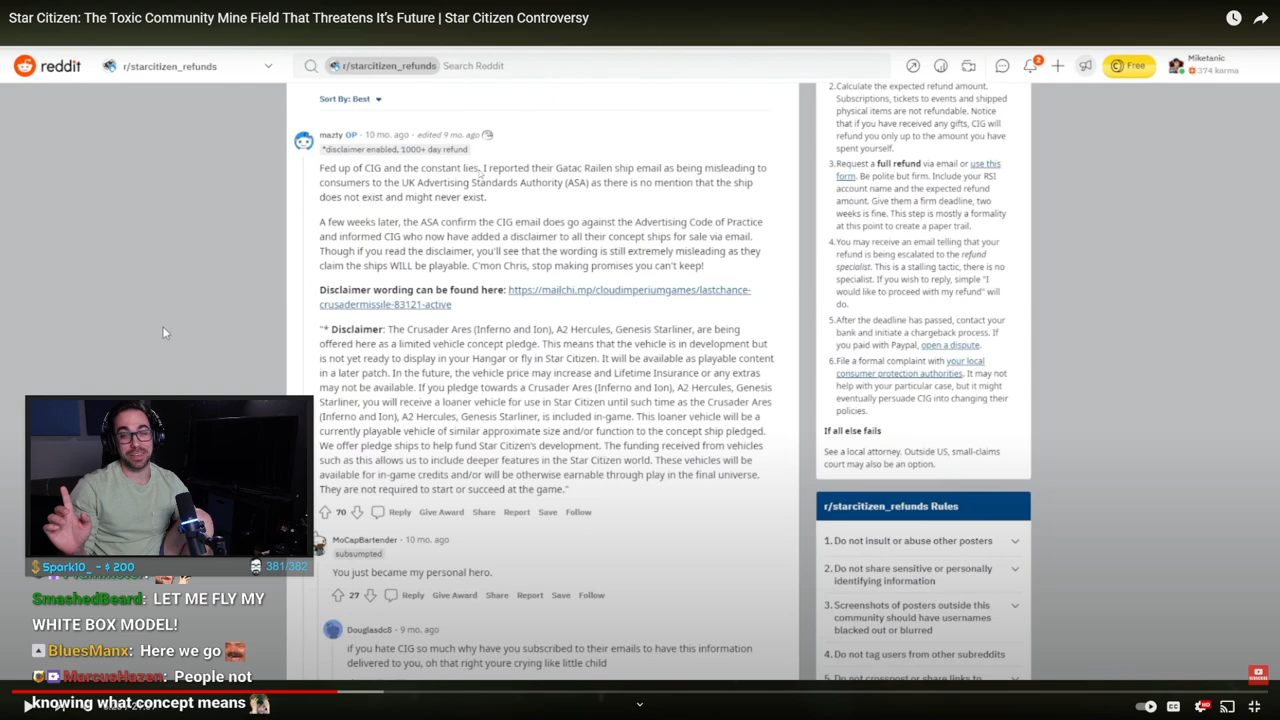 Star Citizen: The Toxic Community Mine Field That Threatens It's Future | Star Citizen Controversy
reddit
r/starcitizen_refunds
r/starcitizen_refunds Search Reddit
2
Free
Miketanic
374 karma
Sort By: Best
mazty OP · 10 mo. ago · edited 9 mo. ago
*disclaimer enabled, 1000+ day refund
Fed up of CIG and the constant lies, I reported their Gatac Railen ship email as being misleading to
consumers to the UK Advertising Standards Authority (ASA) as there is no mention that the ship
does not exist and might never exist.
A few weeks later, the ASA confirm the CIG email does go against the Advertising Code of Practice
and informed CIG who now have added a disclaimer to all their concept ships for sale via email.
Though if you read the disclaimer, you'll see that the wording is still extremely misleading as they
claim the ships WILL be playable. C'mon Chris, stop making promises you can't keep!
Disclaimer wording can be found here: https://mailchi.mp/cloudimperiumgames/lastchance-
crusadermissile-83121-active
"* Disclaimer: The Crusader Ares (Inferno and Ion), A2 Hercules, Genesis Starliner, are being
offered here as a limited vehicle concept pledge. This means that the vehicle is in development but
is not yet ready to display in your Hangar or fly in Star Citizen. It will be available as playable content
in a later patch. In the future, the vehicle price may increase and Lifetime Insurance or any extras
may not be available. If you pledge towards a Crusader Ares (Inferno and Ion), A2 Hercules, Genesis
Starliner, you will receive a loaner vehicle for use in Star Citizen until such time as the Crusader Ares
(Inferno and Ion), A2 Hercules, Genesis Starliner, is included in-game. This loaner vehicle will be a
currently playable vehicle of similar approximate size and/or function to the concept ship pledged.
We offer pledge ships to help fund Star Citizen's development. The funding received from vehicles
such as this allows us to include deeper features in the Star Citizen world. These vehicles will be
available for in-game credits and/or will be otherwise earnable through play in the final universe.
They are not required to start or succeed at the game."
70 Reply Give Award Share Report Save Follow
MoCapBartender · 10 mo. ago
subsumpted
You just became my personal hero.
27 Reply Give Award Share Report Save Follow
Douglasdc8 · 9 mo. ago
if you hate CIG so much why have you subscribed to their emails to have this information
delivered to you, oh that right youre crying like little child
2. Calculate the expected refund amount.
Subscriptions, tickets to events and shipped
physical items are not refundable. Notice
that if you have received any gifts, CIG will
refund you only up to the amount you have
spent yourself.
3. Request a full refund via email or use this
form. Be polite but firm. Include your RSI
account name and the expected refund
amount. Give them a firm deadline, two
weeks is fine. This step is mostly a formality
at this point to create a paper trail.
4. You may receive an email telling that your
refund is being escalated to the refund
specialist. This is a stalling tactic, there is no
specialist. If you wish to reply, simple "I
would like to proceed with my refund" will
do.
5. After the deadline has passed, contact your
bank and initiate a chargeback process. If
you paid with Paypal, open a dispute.
6. File a formal complaint with your local
consumer protection authorities. It may not
help with your particular case, but it might
eventually persuade CIG into changing their
policies.
If all else fails
See a local attorney. Outside US, small-claims
court may also be an option.
r/starcitizen_refunds Rules
1. Do not insult or abuse other posters
2. Do not share sensitive or personally
identifying information
3. Screenshots of posters outside this
community should have usernames
blacked out or blurred
4. Do not tag users from other subreddits
5. Do not crosspost or share links to
Spark10_ ~ $ 200
381/382
SmashedBeard: LET ME FLY MY
WHITE BOX MODEL!
BluesManx: Here we go
MarcusHazen: People not
knowing what concept means
SUBSCRIBE
CC
HD